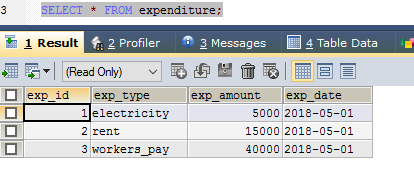 3 SELECT * FROM expenditure;
1 Result 2 Profiler 3 Messages 4 Table Data
(Read Only)
exp_id exp_type exp_amount exp_date
1 electricity 5000 2018-05-01
2 rent 15000 2018-05-01
3 workers_pay 40000 2018-05-01